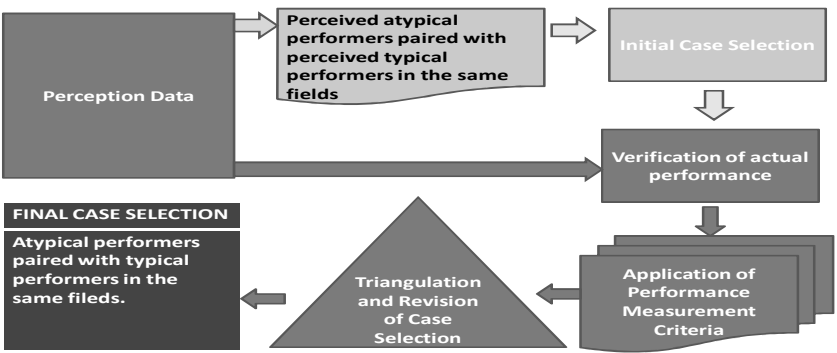 Perception Data
Perceived atypical
performers paired with
perceived typical
performers in the same
fields
Initial Case Selection
Verification of actual
performance
Application of
Performance
Measurement
Criteria
Triangulation
and Revision
of Case
Selection
FINAL CASE SELECTION
Atypical performers
paired with typical
performers in the
same fileds.